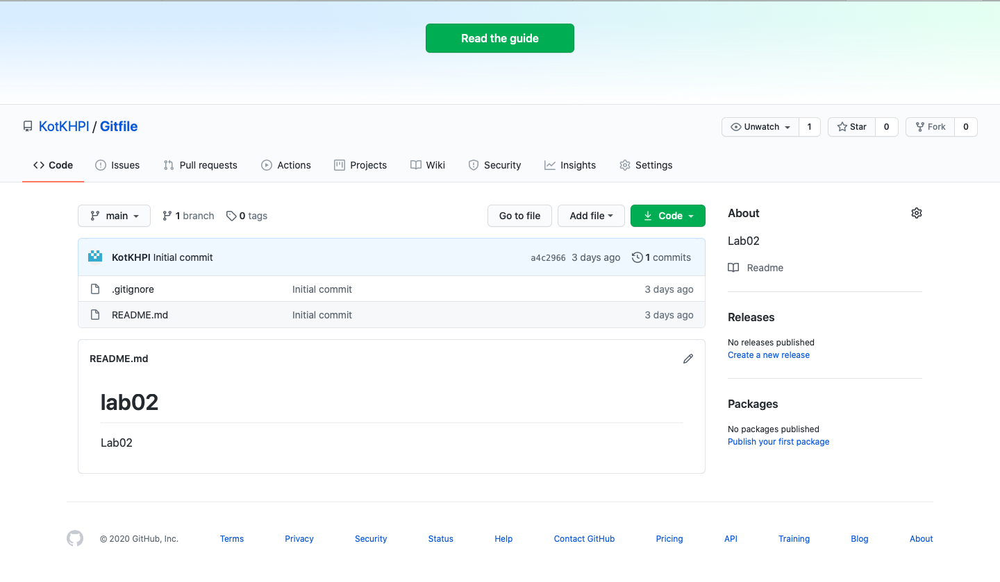 Read the guide
KotKHPI / Gitfile
Unwatch 1 Star 0 Fork 0
Code Issues Pull requests Actions Projects Wiki Security Insights Settings
main 1 branch 0 tags Go to file Add file Code
KotKHPI Initial commit a4c2966 3 days ago 1 commits
.gitignore Initial commit 3 days ago
README.md Initial commit 3 days ago
README.md
lab02
Lab02
About
Lab02
Readme
Releases
No releases published
Create a new release
Packages
No packages published
Publish your first package
© 2020 GitHub, Inc. Terms Privacy Security Status Help Contact GitHub Pricing API Training Blog About